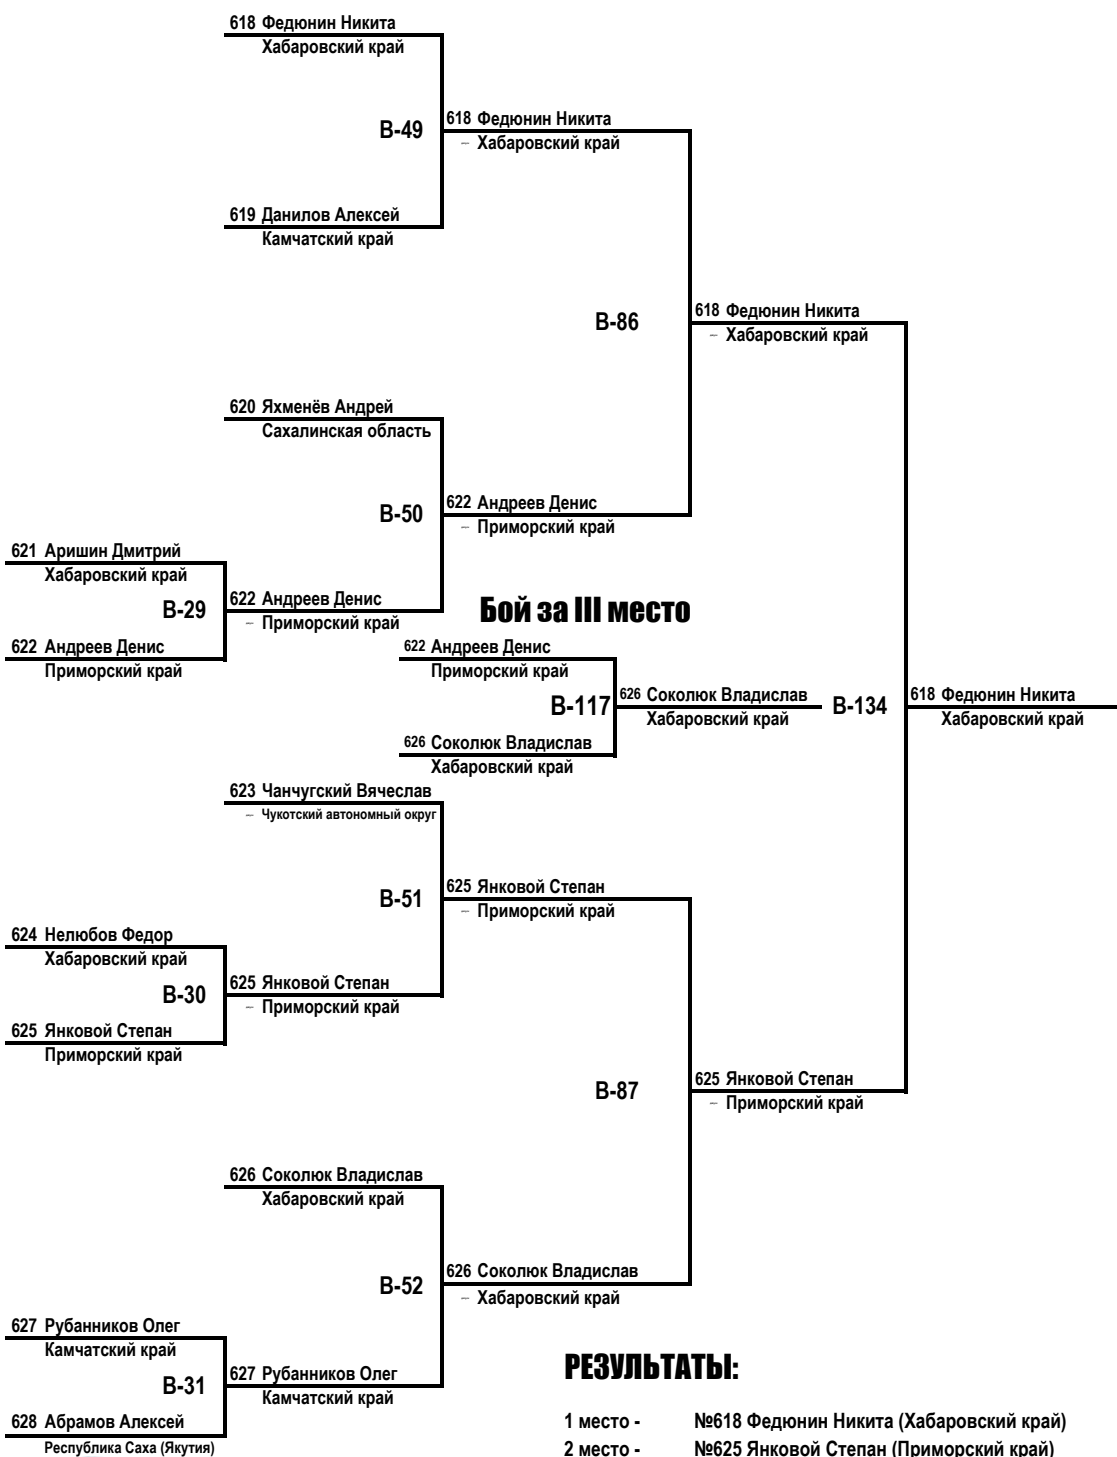 618 Федюнин Никита
Хабаровский край
B-49
618 Федюнин Никита
Хабаровский край
619 Данилов Алексей
Камчатский край
B-86
618 Федюнин Никита
Хабаровский край
620 Яхменёв Андрей
Сахалинская область
B-50
622 Андреев Денис
Приморский край
621 Аришин Дмитрий
Хабаровский край
B-29
622 Андреев Денис
Приморский край
622 Андреев Денис
Приморский край
Бой за III место
622 Андреев Денис
Приморский край
B-117
626 Соколюк Владислав
Хабаровский край
626 Соколюк Владислав
Хабаровский край
B-134
618 Федюнин Никита
Хабаровский край
623 Чанчугский Вячеслав
Чукотский автономный округ
B-51
625 Янковой Степан
Приморский край
624 Нелюбов Федор
Хабаровский край
B-30
625 Янковой Степан
Приморский край
625 Янковой Степан
Приморский край
B-87
625 Янковой Степан
Приморский край
626 Соколюк Владислав
Хабаровский край
B-52
626 Соколюк Владислав
Хабаровский край
627 Рубанников Олег
Камчатский край
B-31
627 Рубанников Олег
Камчатский край
628 Абрамов Алексей
Республика Саха (Якутия)
РЕЗУЛЬТАТЫ:
1 место - №618 Федюнин Никита (Хабаровский край)
2 место - №625 Янковой Степан (Приморский край)